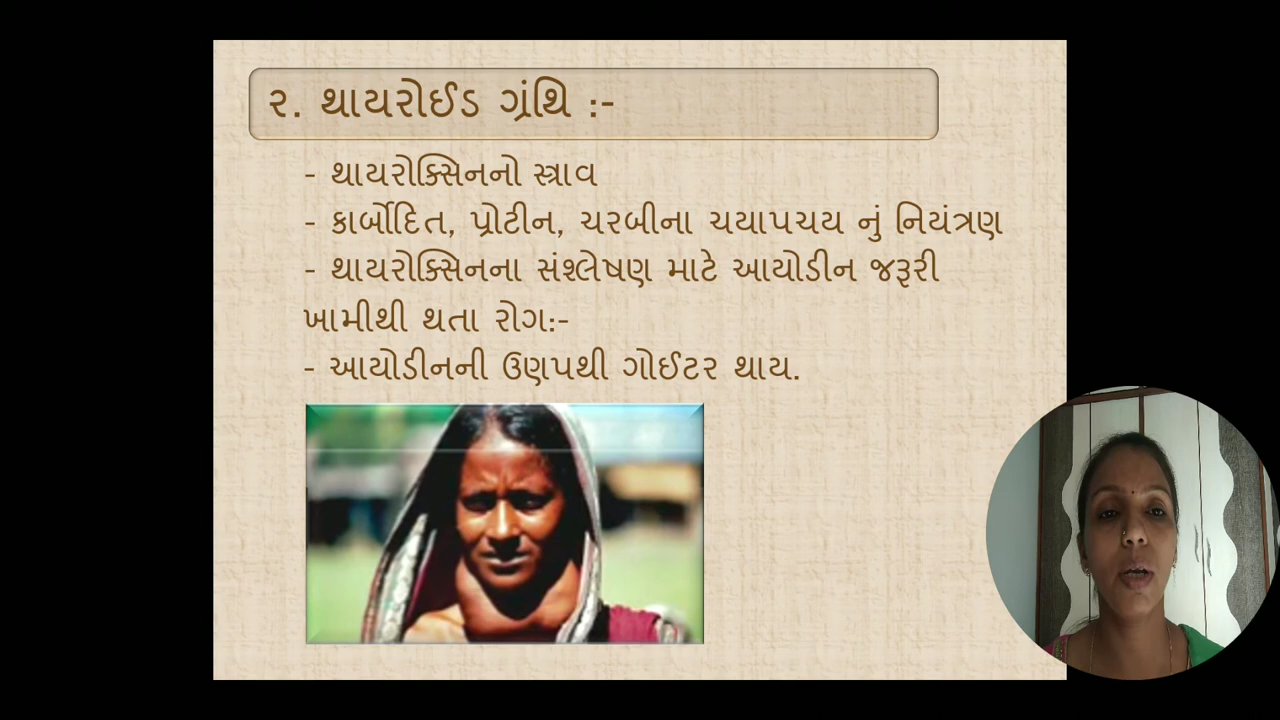 ૨. થાયરોઈડ ગ્રંથિ :-
- થાયરોક્સિનનો સ્ત્રાવ
- કાર્બોદિત, પ્રોટીન, ચરબીના ચયાપચય નું નિયંત્રણ
- થાયરોક્સિનના સંશ્લેષણ માટે આયોડીન જરૂરી
ખામીથી થતા રોગ:-
- આયોડીનની ઉણપથી ગોઈટર થાય.